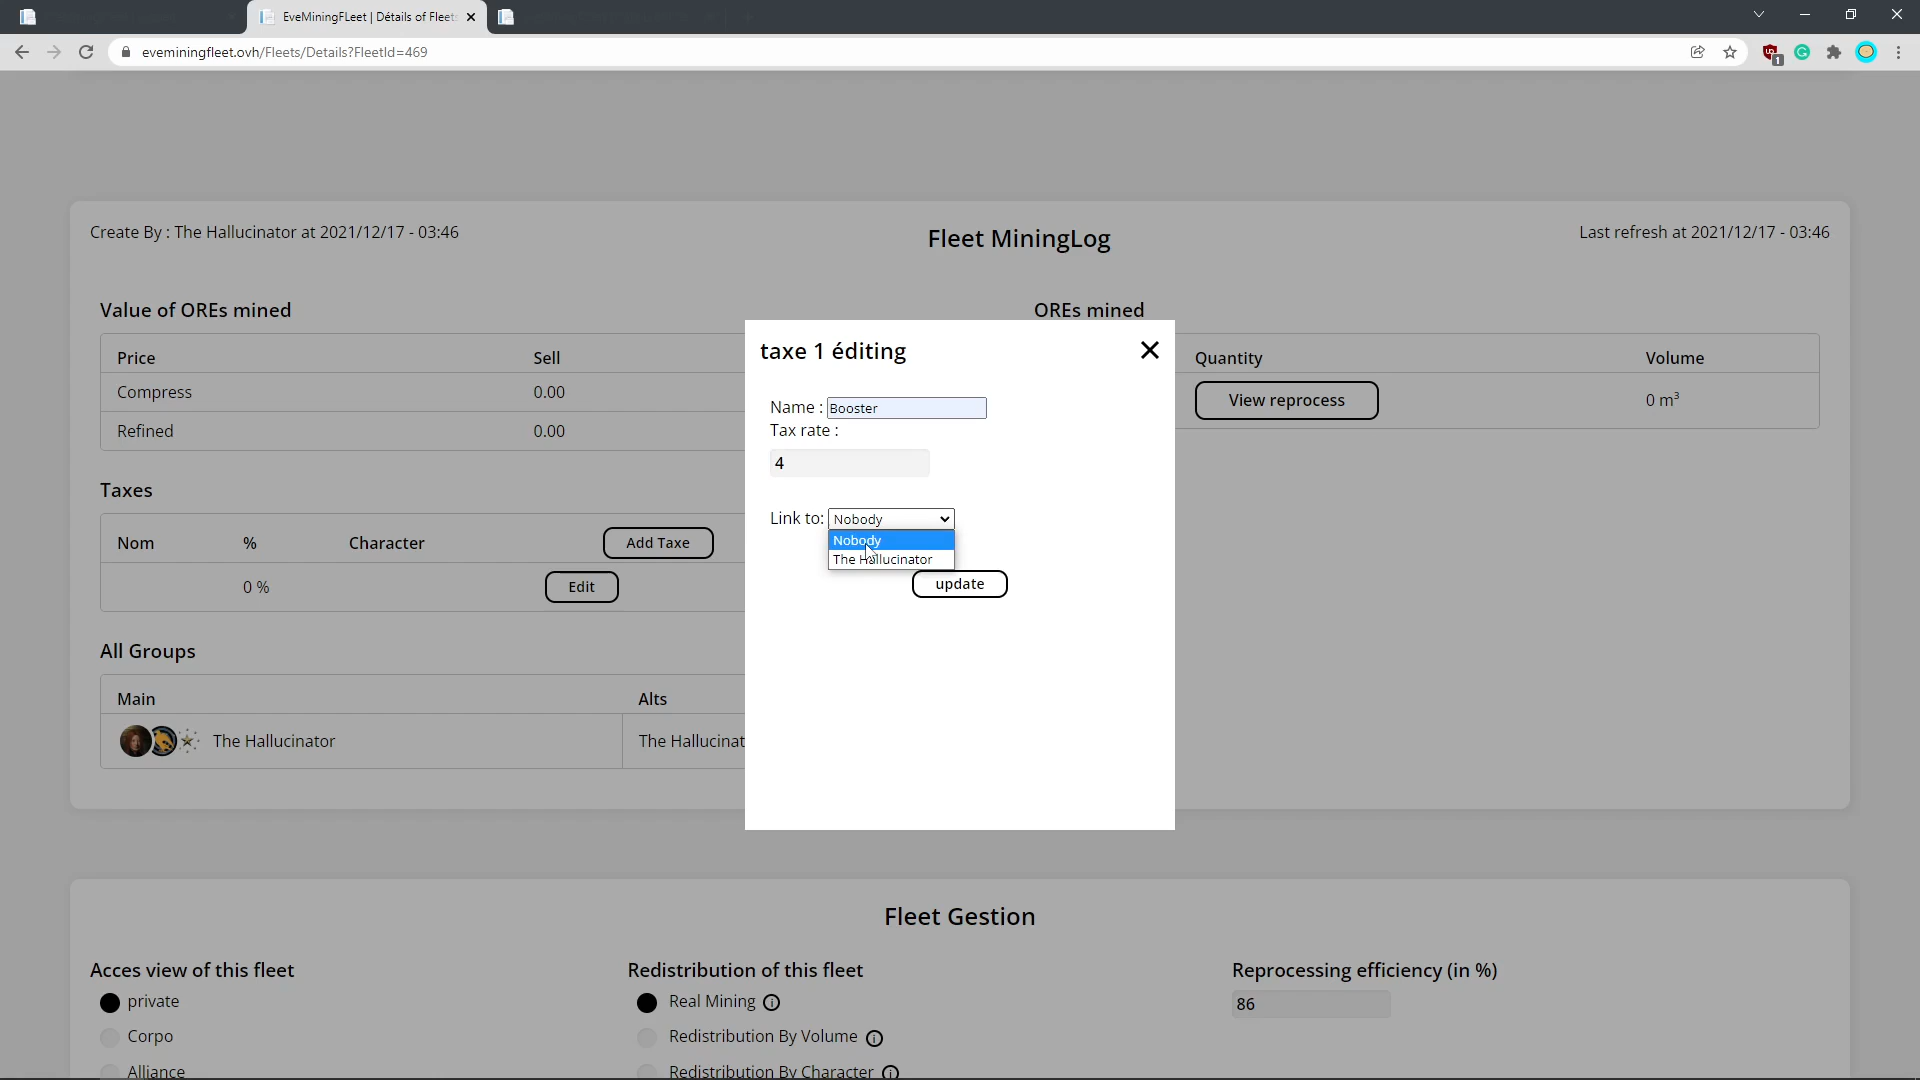 EveMiningFLeet | Détails of Fleet
eveminingfleet.ovh/Fleets/Details?FleetId=469
1
Create By : The Hallucinator at 2021/12/17 - 03:46
Fleet MiningLog
Last refresh at 2021/12/17 - 03:46
Value of OREs mined
OREs mined
Price Sell
Quantity Volume
Compress 0.00
View reprocess 0 m³
Refined 0.00
taxe 1 éditing
Name : Booster
Tax rate :
4
Link to: Nobody
Nobody
The Hallucinator
update
Taxes
Nom % Character Add Taxe
0 % Edit
All Groups
Main Alts
The Hallucinator The Hallucinat
Fleet Gestion
Acces view of this fleet
private
Corpo
Alliance
Redistribution of this fleet
Real Mining
Redistribution By Volume
Redistribution By Character
Reprocessing efficiency (in %)
86